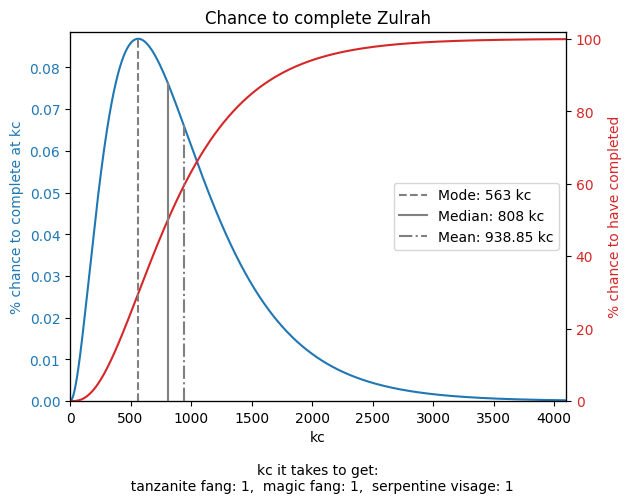 Chance to complete Zulrah
% chance to complete at kc
0.08
0.07
0.06
0.05
0.04
0.03
0.02
0.01
0.00
100
80
60
40
20
0
% chance to have completed
Mode: 563 kc
Median: 808 kc
Mean: 938.85 kc
0 500 1000 1500 2000 2500 3000 3500 4000
kc
kc it takes to get:
tanzanite fang: 1, magic fang: 1, serpentine visage: 1